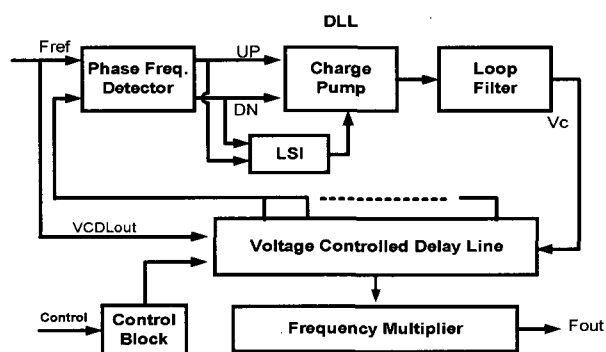 DLL
Fref
UP
Phase Freq.
Detector
DN
Charge
Pump
Loop
Filter
Vc
LSI
VCDLout
Voltage Controlled Delay Line
Control
Control
Block
Frequency Multiplier
Fout